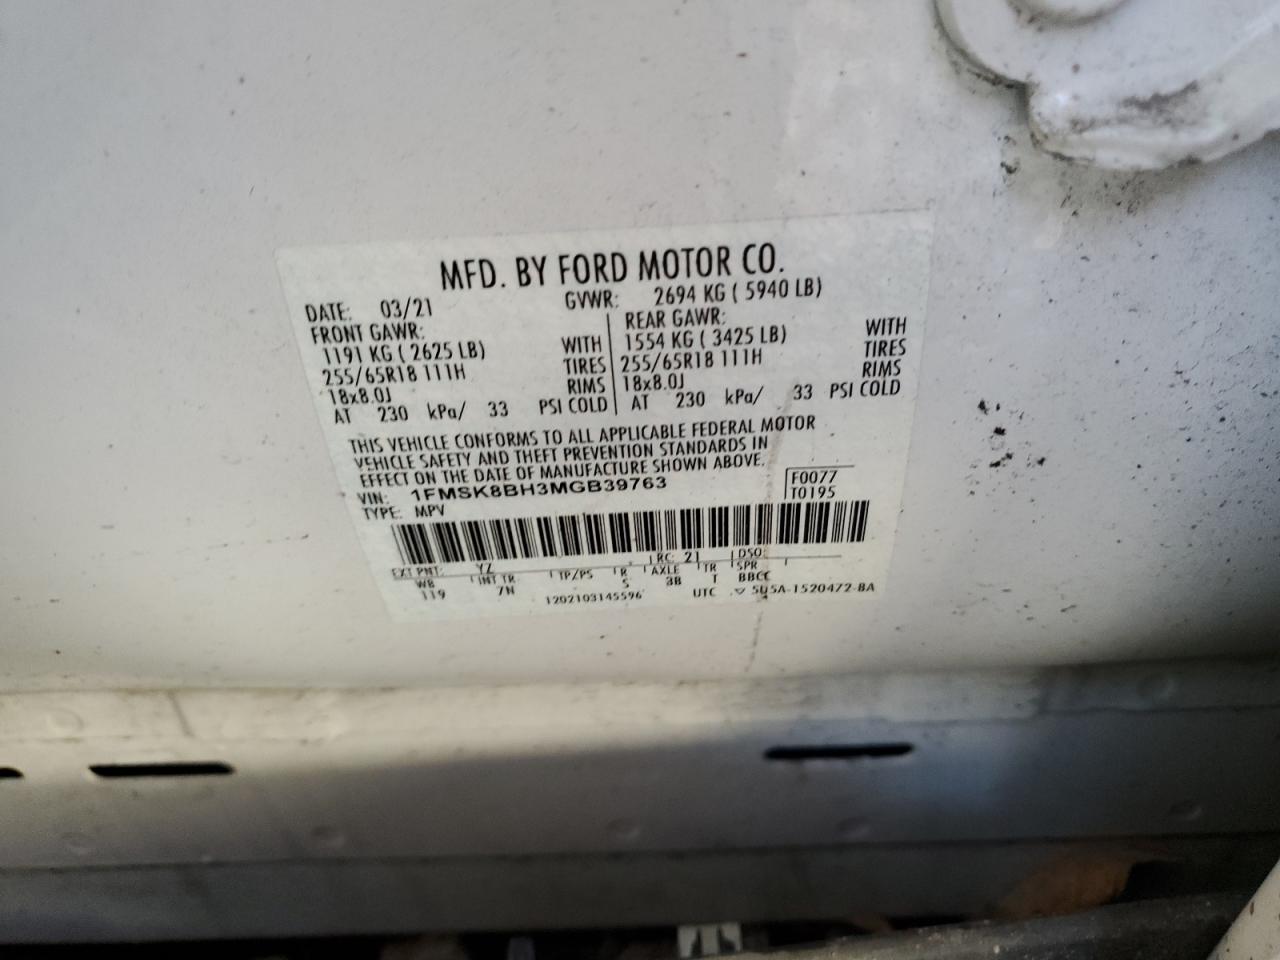 MFD. BY FORD MOTOR CO.
DATE: 03/21 GVWR: 2694 KG ( 5940 LB)
FRONT GAWR: REAR GAWR:
1191 KG ( 2625 LB) WITH 1554 KG ( 3425 LB) WITH
255/65R18 111H TIRES 255/65R18 111H TIRES
18x8.0J RIMS 18x8.0J RIMS
AT 230 kPa/ 33 PSI COLD AT 230 kPa/ 33 PSI COLD
THIS VEHICLE CONFORMS TO ALL APPLICABLE FEDERAL MOTOR
VEHICLE SAFETY AND THEFT PREVENTION STANDARDS IN
EFFECT ON THE DATE OF MANUFACTURE SHOWN ABOVE.
VIN: 1FMSK8BH3MGB39763 F0077
TYPE: MPV T0195
EXT PNT: YZ RC: 21 DSO:
WB INT TR TP/PS R AXLE TR SPR
119 7N S 3B T BBCC
1202103145596 UTC ▽ 5U5A-1520472-BA